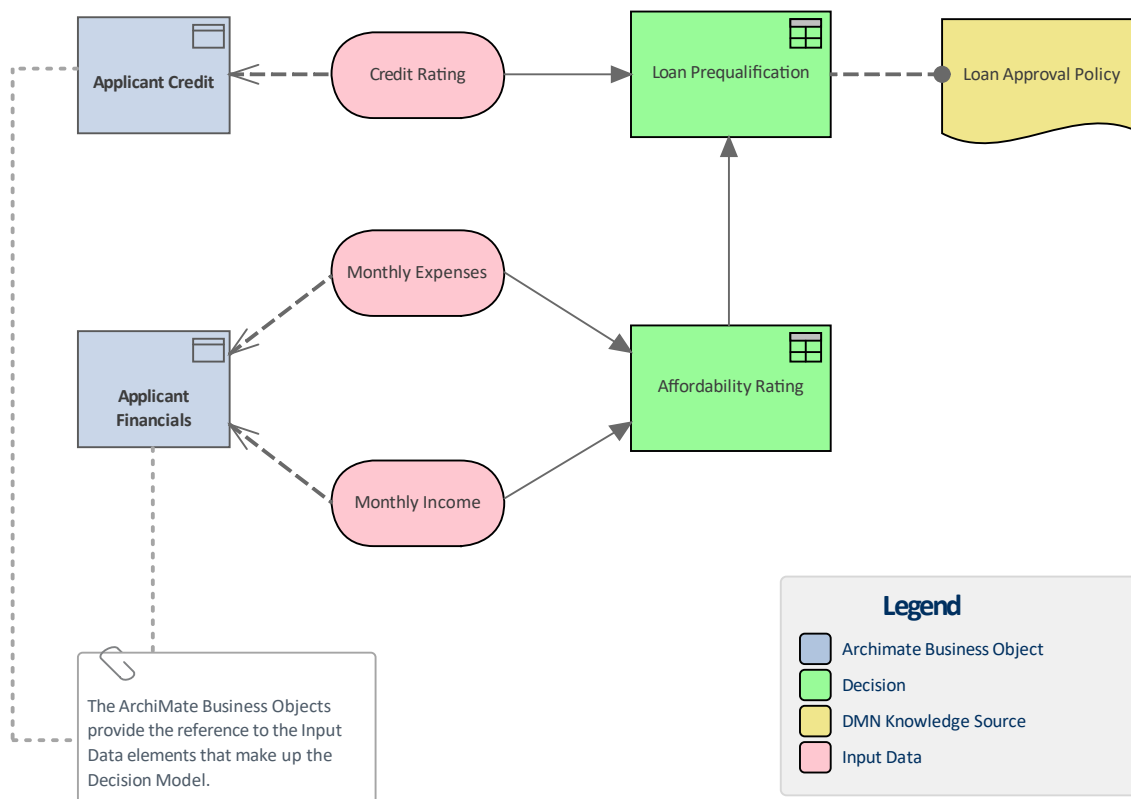 Applicant Credit
Credit Rating
Loan Prequalification
Loan Approval Policy
Monthly Expenses
Applicant
Financials
Affordability Rating
Monthly Income
The ArchiMate Business Objects
provide the reference to the Input
Data elements that make up the
Decision Model.
Legend
Archimate Business Object
Decision
DMN Knowledge Source
Input Data